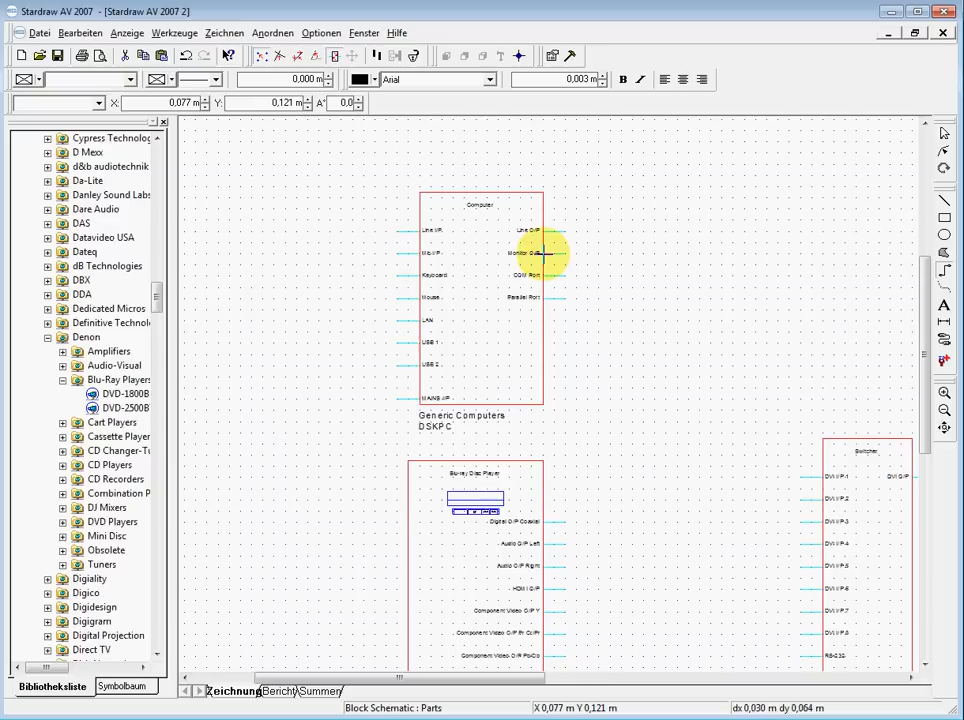 Stardraw AV 2007 - [Stardraw AV 2007 2]
Datei Bearbeiten Anzeige Werkzeuge Zeichnen Anordnen Optionen Fenster Hilfe
0,000 m
Arial
0,003 m
B I
X: 0,077 m Y: 0,121 m A° 0,0
Cypress Technolog
D Mexx
d&b audiotechnik
Da-Lite
Danley Sound Labs
Dare Audio
DAS
Datavideo USA
Dateq
dB Technologies
DBX
DDA
Dedicated Micros
Definitive Technol
Denon
Amplifiers
Audio-Visual
Blu-Ray Players
DVD-1800B
DVD-2500B
Cart Players
Cassette Player
CD Changer-Tu
CD Players
CD Recorders
Combination P
DJ Mixers
DVD Players
Mini Disc
Obsolete
Tuners
Digiality
Digico
Digidesign
Digigram
Digital Projection
Direct TV
Bibliotheksliste Symbolbaum
Computer
Line I/P
Mic I/P
Keyboard
Mouse
LAN
USB 1
USB 2
MAINS I/P
Line O/P
Monitor O/P
COM Port
Parallel Port
Generic Computers
DSKPC
Blu-ray Disc Player
Digital O/P Coaxial
Audio O/P Left
Audio O/P Right
HDMI O/P
Component Video O/P Y
Component Video O/P Pr Cr/Pr
Component Video O/P Pb/Cb
Switcher
DVI I/P 1
DVI I/P 2
DVI I/P 3
DVI I/P 4
DVI I/P 5
DVI I/P 6
DVI I/P 7
DVI I/P 8
RS-232
DVI O/P
A
Zeichnung Bericht Summen
Block Schematic : Parts X 0,077 m Y 0,121 m dx 0,030 m dy 0,064 m